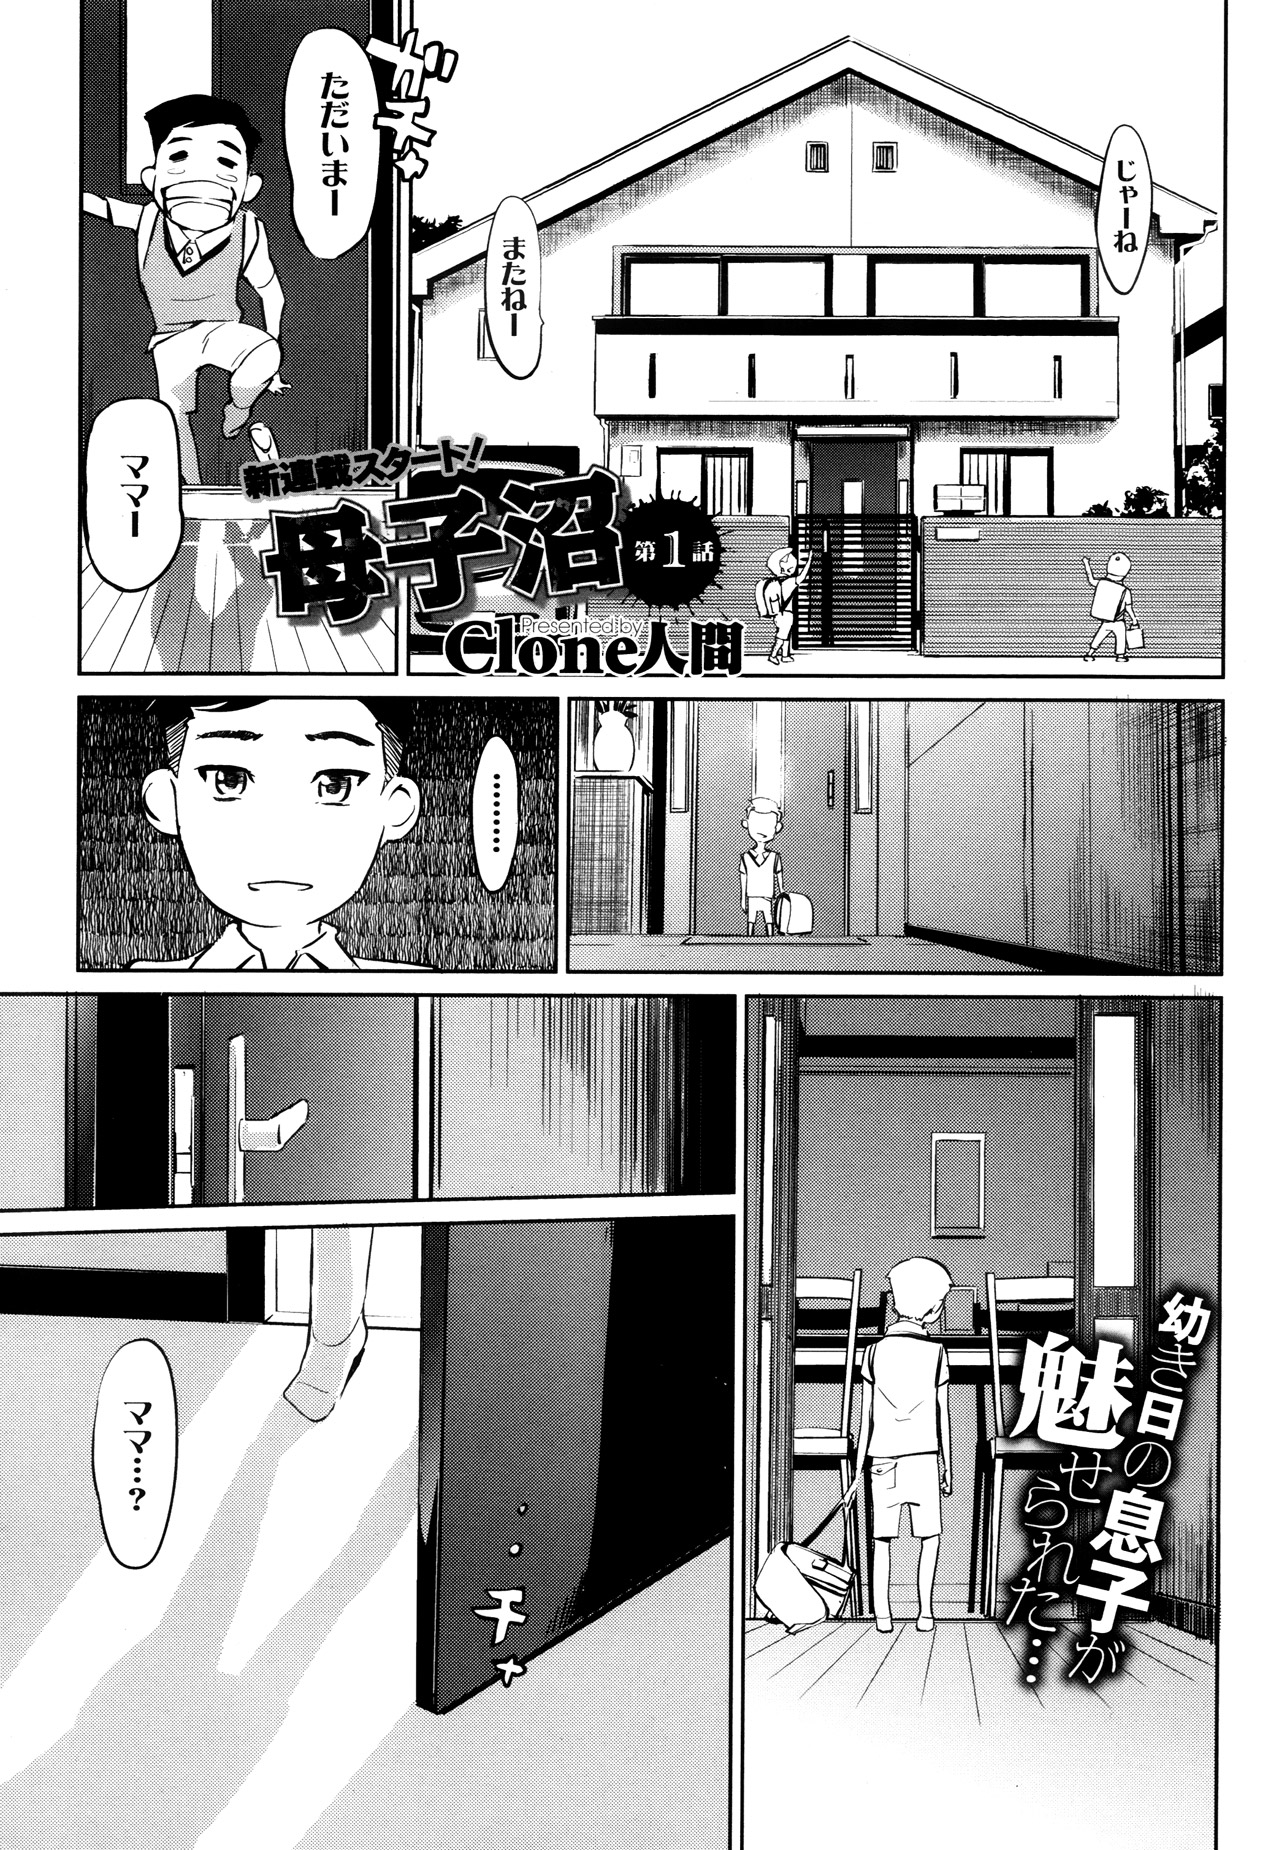 じゃーね
またねー
ガチャ
ただいまー
ママー
新連載スタート!
母子沼
第1話
Presented by
Clone人間
………
幼き日の息子が
魅せられた…
…チャ
ママ…?